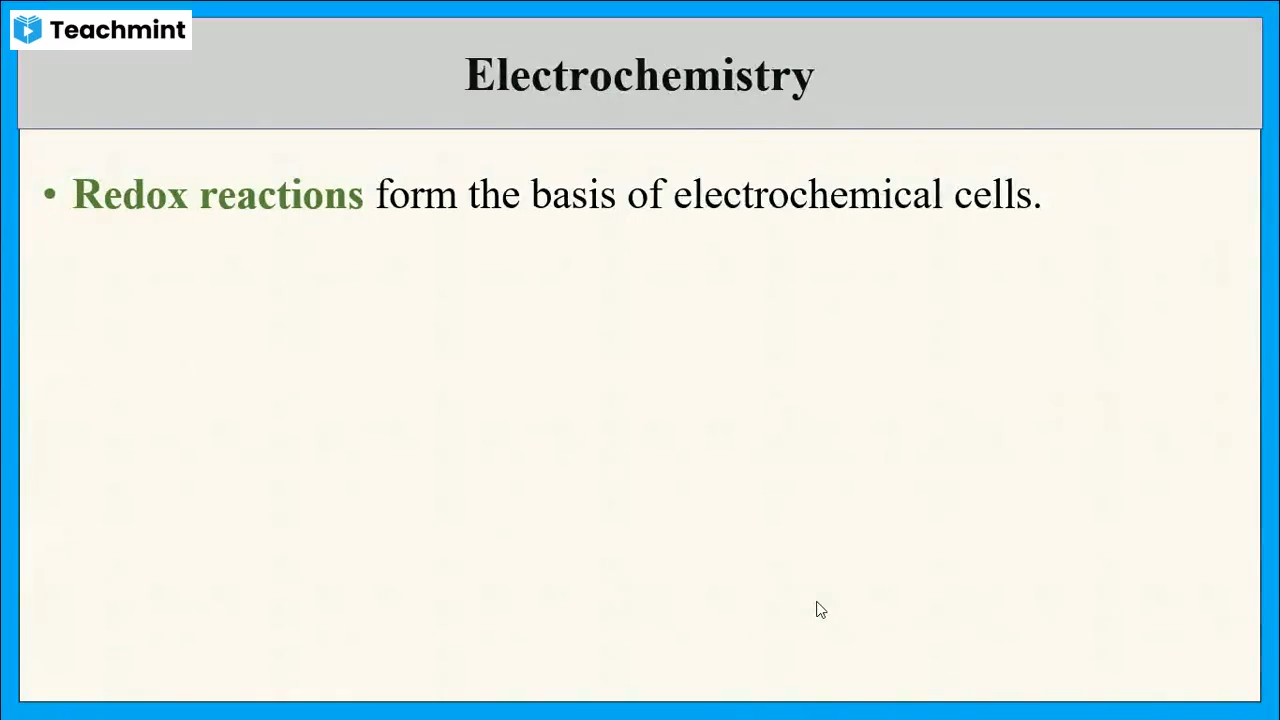 Teachmint
Electrochemistry
• Redox reactions form the basis of electrochemical cells.